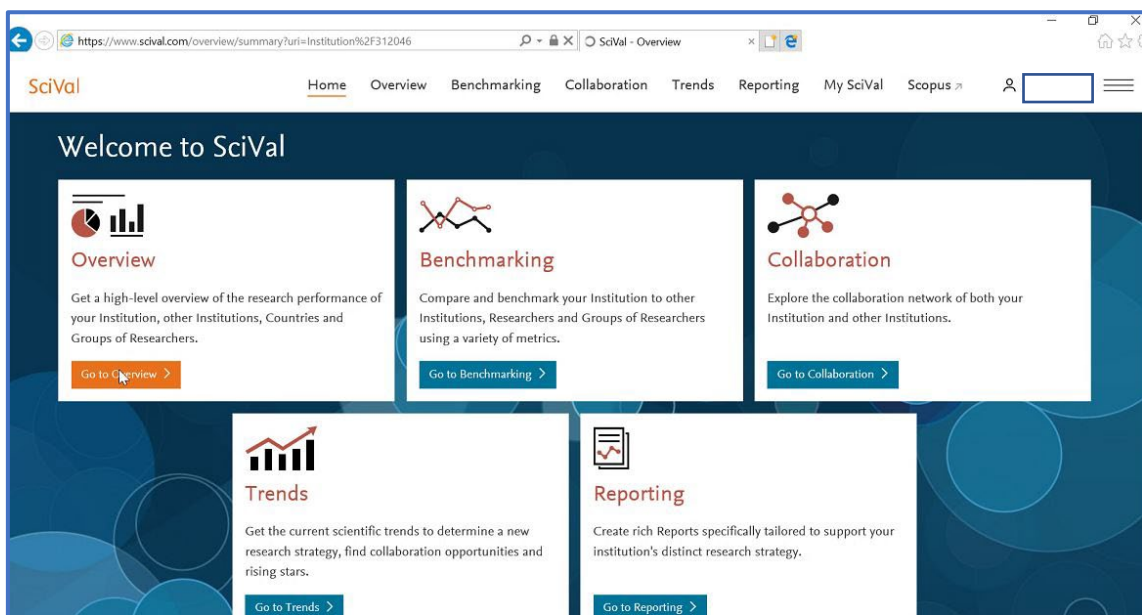 https://www.scival.com/overview/summary?uri=Institution%2F312046
SciVal - Overview
SciVal
Home Overview Benchmarking Collaboration Trends Reporting My SciVal Scopus
Welcome to SciVal
Overview
Get a high-level overview of the research performance of
your Institution, other Institutions, Countries and
Groups of Researchers.
Go to Overview >
Benchmarking
Compare and benchmark your Institution to other
Institutions, Researchers and Groups of Researchers
using a variety of metrics.
Go to Benchmarking >
Collaboration
Explore the collaboration network of both your
Institution and other Institutions.
Go to Collaboration >
Trends
Get the current scientific trends to determine a new
research strategy, find collaboration opportunities and
rising stars.
Go to Trends >
Reporting
Create rich Reports specifically tailored to support your
institution's distinct research strategy.
Go to Reporting >